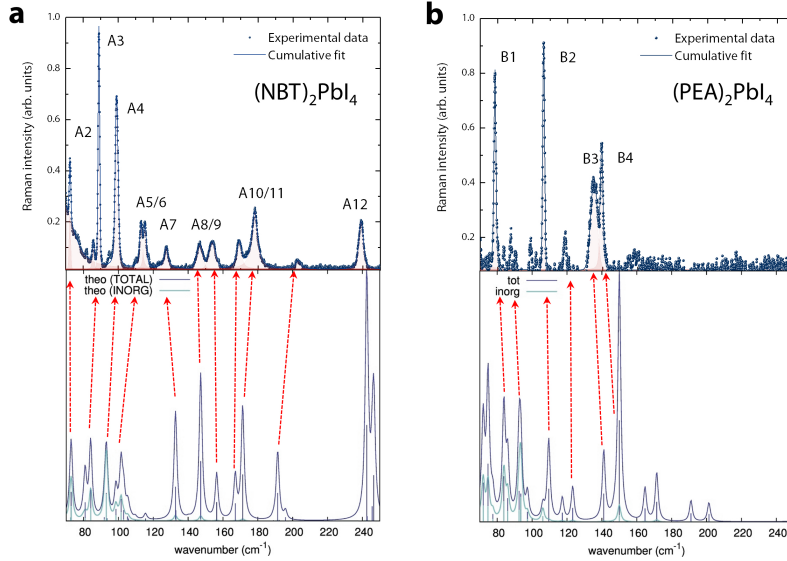 a
1.0
0.8
0.6
0.4
0.2
Raman intensity (arb. units)
Experimental data
Cumulative fit
(NBT)2PbI4
A2
A3
A4
A5/6
A7
A8/9
A10/11
A12
theo (TOTAL)
theo (INORG)
80 100 120 140 160 180 200 220 240
wavenumber (cm-1)
b
1.0
0.8
0.6
0.4
0.2
Raman intensity (arb. units)
Experimental data
Cumulative fit
(PEA)2PbI4
B1
B2
B3
B4
tot
inorg
80 100 120 140 160 180 200 220 240
wavenumber (cm-1)